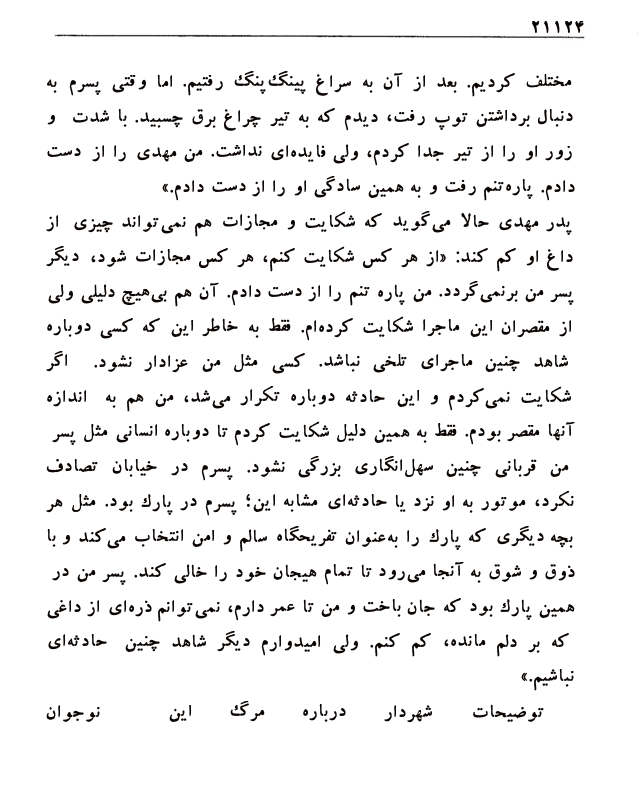 ۲۱۱۲۴
مختلف کردیم. بعد از آن به سراغ پینگ‌پنگ رفتیم. اما وقتی پسرم به
دنبال برداشتن توپ رفت، دیدم که به تیر چراغ برق چسبید. با شدت و
زور او را از تیر جدا کردم، ولی فایده‌ای نداشت. من مهدی را از دست
دادم. پاره‌تنم رفت و به همین سادگی او را از دست دادم.»
پدر مهدی حالا می‌گوید که شکایت و مجازات هم نمی‌تواند چیزی از
داغ او کم کند: «از هر کس شکایت کنم، هر کس مجازات شود، دیگر
پسر من برنمی‌گردد. من پاره تنم را از دست دادم. آن هم بی‌هیچ دلیلی ولی
از مقصران این ماجرا شکایت کرده‌ام. فقط به خاطر این که کسی دوباره
شاهد چنین ماجرای تلخی نباشد. کسی مثل من عزادار نشود. اگر
شکایت نمی‌کردم و این حادثه دوباره تکرار می‌شد، من هم به اندازه
آنها مقصر بودم. فقط به همین دلیل شکایت کردم تا دوباره انسانی مثل پسر
من قربانی چنین سهل‌انگاری بزرگی نشود. پسرم در خیابان تصادف
نکرد، موتور به او نزد یا حادثه‌ای مشابه این؛ پسرم در پارك بود. مثل هر
بچه دیگری که پارك را به‌عنوان تفریحگاه سالم و امن انتخاب می‌کند و با
ذوق و شوق به آنجا می‌رود تا تمام هیجان خود را خالی کند. پسر من در
همین پارك بود که جان باخت و من تا عمر دارم، نمی‌توانم ذره‌ای از داغی
که بر دلم مانده، کم کنم. ولی امیدوارم دیگر شاهد چنین حادثه‌ای
نباشیم.»
توضیحات شهردار درباره مرگ این نوجوان